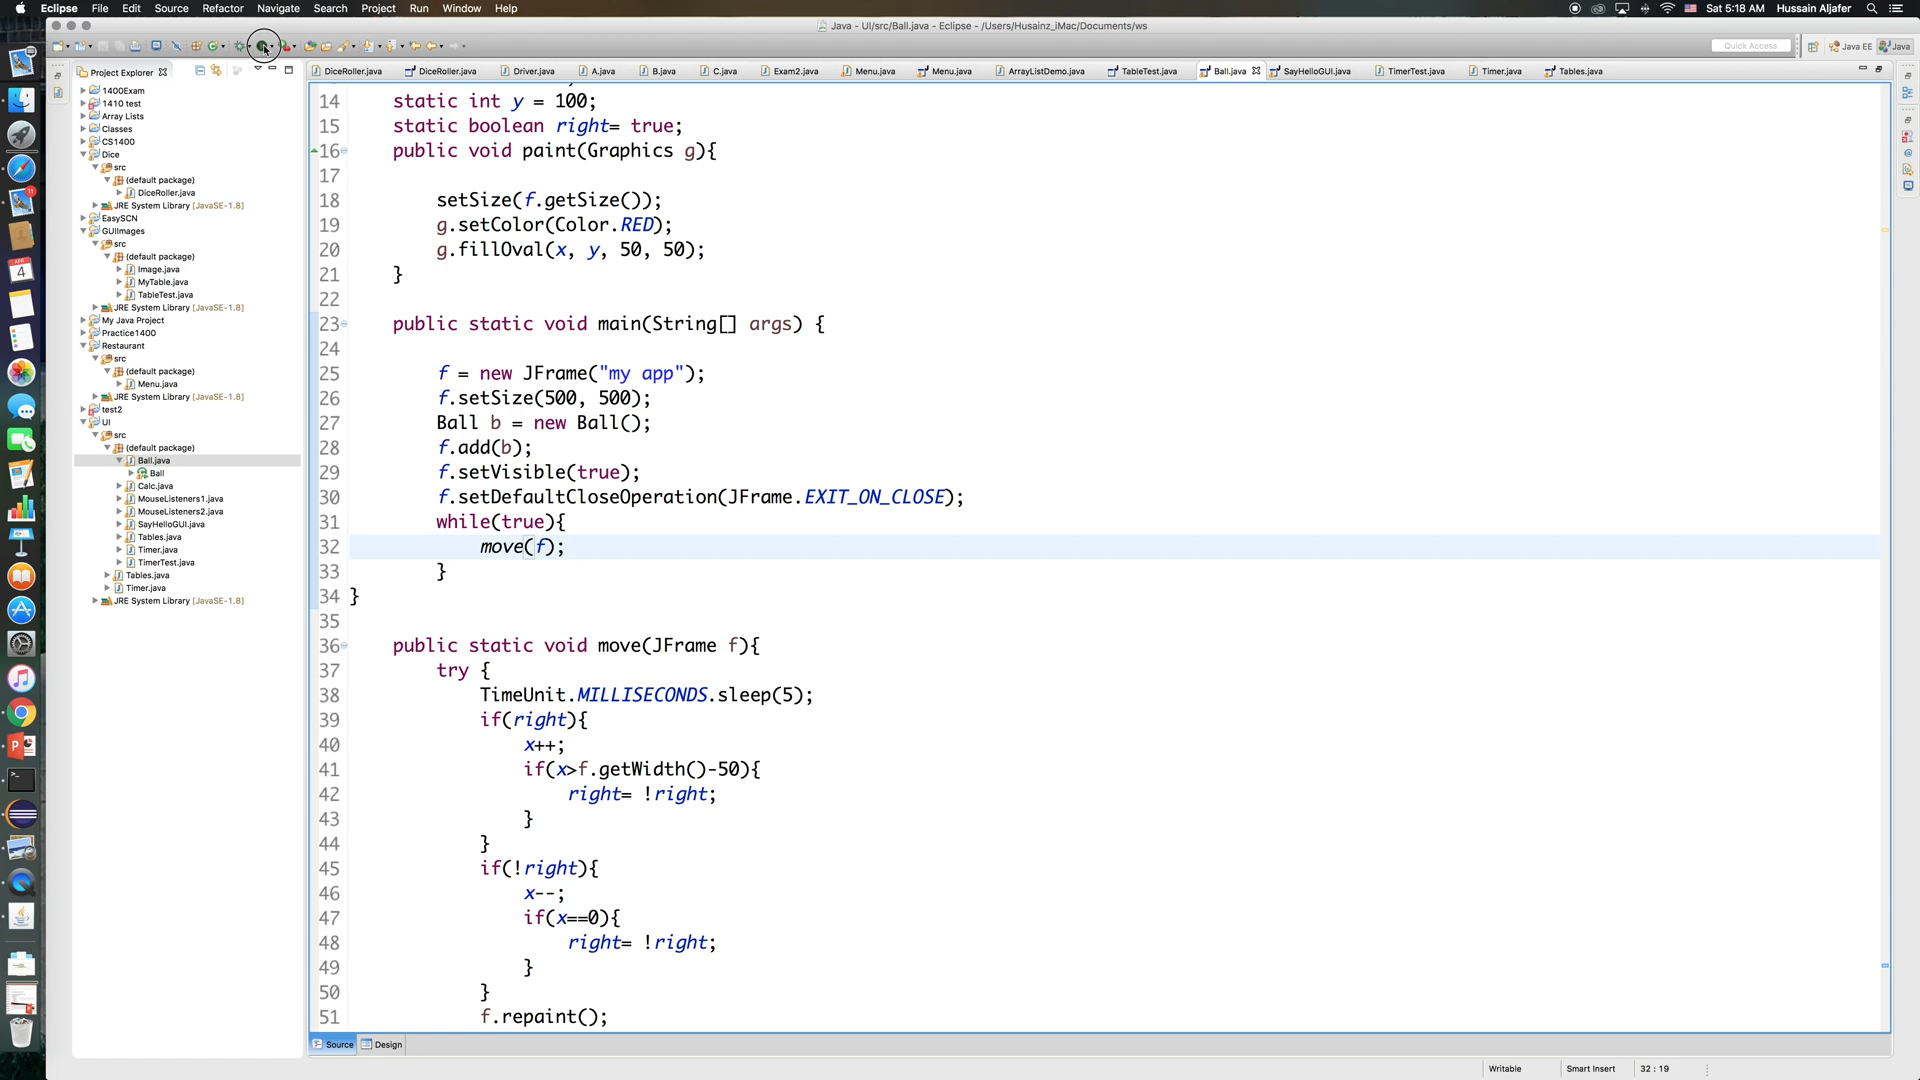 Eclipse File Edit Source Refactor Navigate Search Project Run Window Help
Sat 5:18 AM Hussain Aljafer
Java - UI/src/Ball.java - Eclipse - /Users/Husainz_iMac/Documents/ws
Quick Access Java EE Java
Project Explorer
DiceRoller.java DiceRoller.java Driver.java A.java B.java C.java Exam2.java Menu.java Menu.java ArrayListDemo.java TableTest.java Ball.java SayHelloGUI.java TimerTest.java Timer.java Tables.java
1400Exam
1410 test
Array Lists
Classes
CS1400
Dice
src
(default package)
DiceRoller.java
JRE System Library [JavaSE-1.8]
EasySCN
GUIImages
src
(default package)
Image.java
MyTable.java
TableTest.java
JRE System Library [JavaSE-1.8]
My Java Project
Practice1400
Restaurant
src
(default package)
Menu.java
JRE System Library [JavaSE-1.8]
test2
UI
src
(default package)
Ball.java
Ball
Calc.java
MouseListeners1.java
MouseListeners2.java
SayHelloGUI.java
Tables.java
Timer.java
TimerTest.java
Tables.java
Timer.java
JRE System Library [JavaSE-1.8]
14 static int y = 100;
15 static boolean right= true;
16 public void paint(Graphics g){
17
18 setSize(f.getSize());
19 g.setColor(Color.RED);
20 g.fillOval(x, y, 50, 50);
21 }
22
23 public static void main(String[] args) {
24
25 f = new JFrame("my app");
26 f.setSize(500, 500);
27 Ball b = new Ball();
28 f.add(b);
29 f.setVisible(true);
30 f.setDefaultCloseOperation(JFrame.EXIT_ON_CLOSE);
31 while(true){
32 move(f);
33 }
34 }
35
36 public static void move(JFrame f){
37 try {
38 TimeUnit.MILLISECONDS.sleep(5);
39 if(right){
40 x++;
41 if(x>f.getWidth()-50){
42 right= !right;
43 }
44 }
45 if(!right){
46 x--;
47 if(x==0){
48 right= !right;
49 }
50 }
51 f.repaint();
Source Design
Writable Smart Insert 32 : 19
APR
4
11